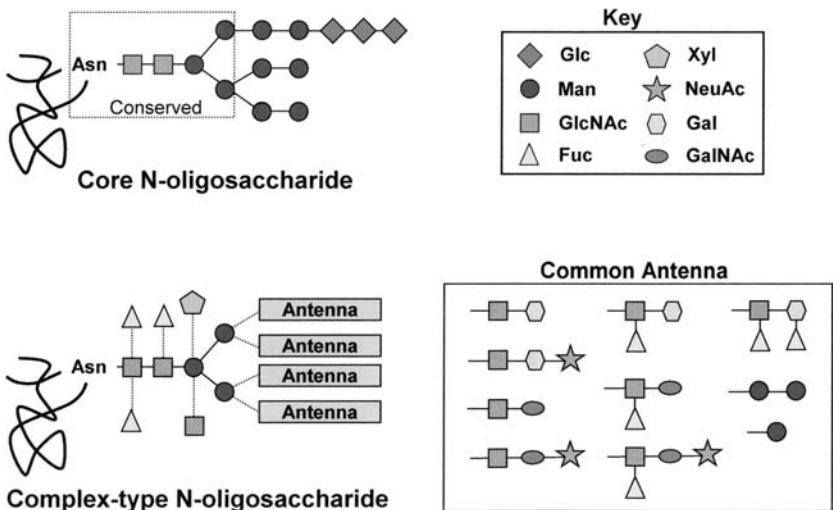 Asn
Conserved
Core N-oligosaccharide
Key
Glc
Xyl
Man
NeuAc
GlcNAc
Gal
Fuc
GalNAc
Asn
Antenna
Antenna
Antenna
Antenna
Complex-type N-oligosaccharide
Common Antenna